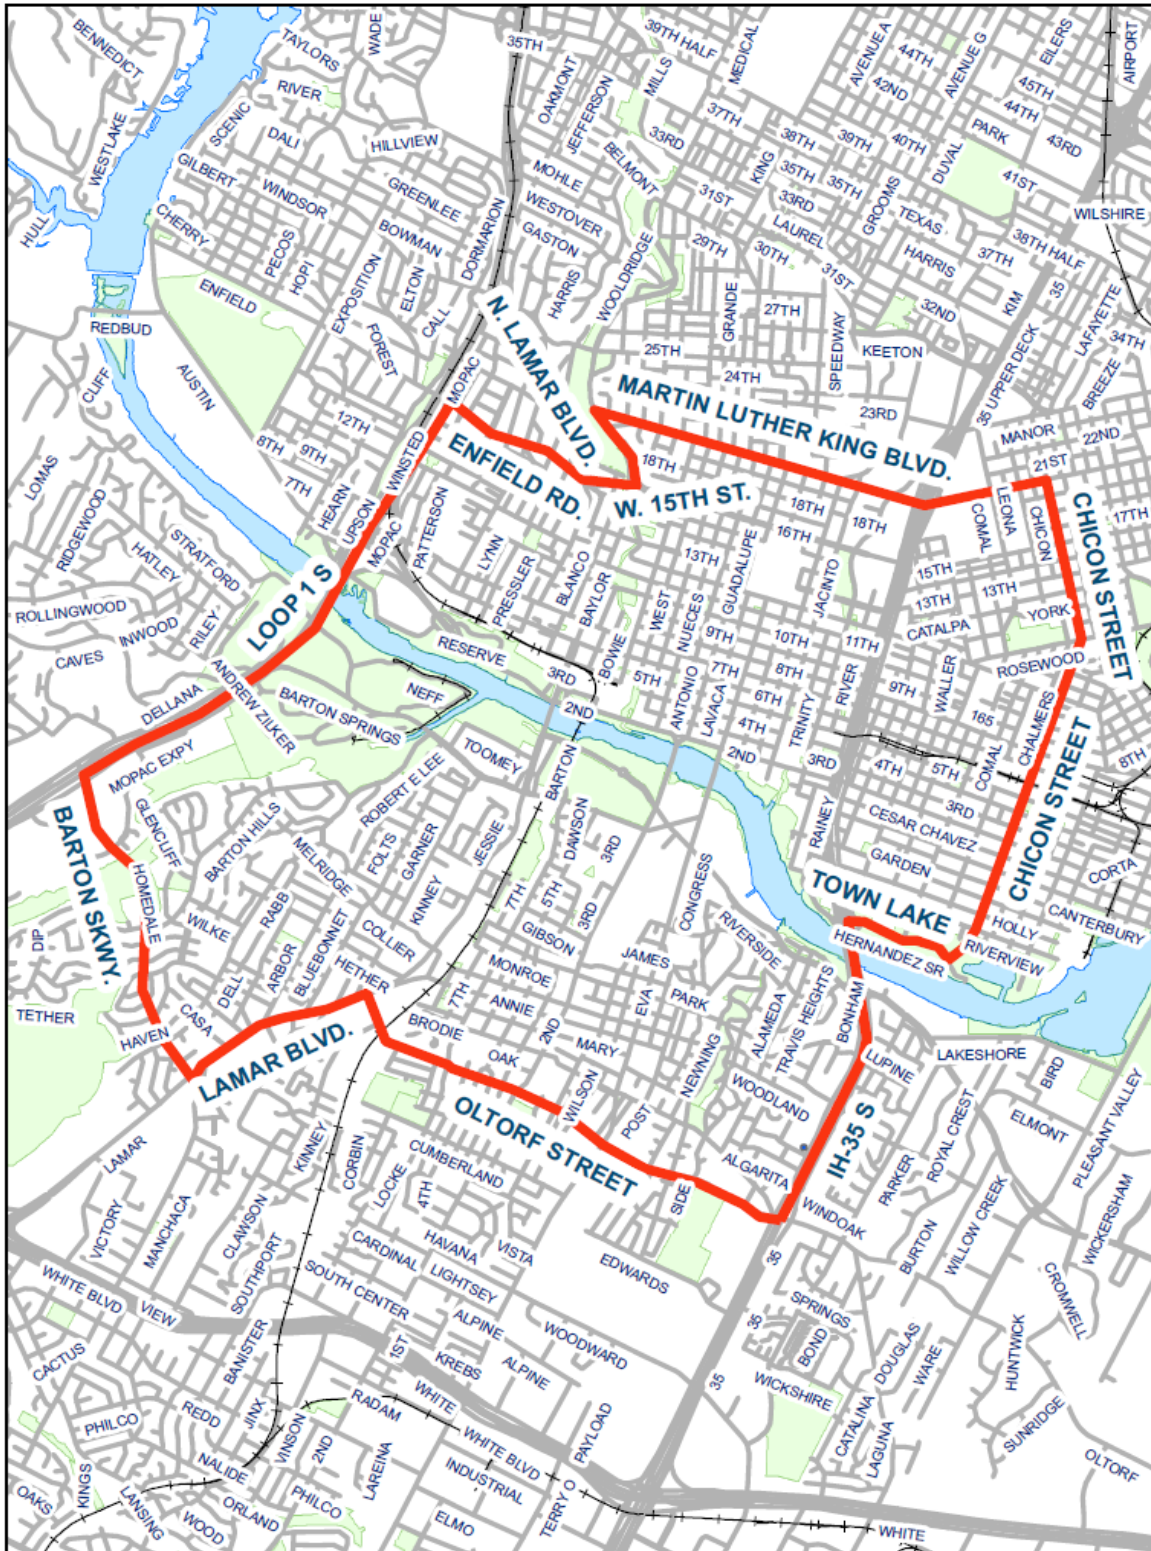 BENNEDICT
TAYLORS
WADE
35TH
39TH HALF
MEDICAL
AVENUE A
44TH
AVENUE G
EILERS
AIRPORT
RIVER
OAKMONT
JEFFERSON
MILLS
42ND
45TH
44TH
SCENIC
DALI
HILLVIEW
33RD
37TH
38TH
39TH
40TH
PARK
43RD
WESTLAKE
GILBERT
WINDSOR
GREENLEE
MOHLE
BELMONT
KING
35TH
35TH
DUVAL
41ST
HULL
CHERRY
PECOS
HOPI
BOWMAN
DORMARION
WESTOVER
GASTON
31ST
33RD
GROOMS
TEXAS
WILSHIRE
ENFIELD
EXPOSITION
ELTON
CALL
HARRIS
WOOLDRIDGE
29TH
30TH
LAUREL
31ST
HARRIS
37TH
38TH HALF
REDBUD
FOREST
N. LAMAR BLVD.
GRANDE
27TH
SPEEDWAY
32ND
KIM
35
LAFAYETTE
34TH
CLIFF
AUSTIN
MOPAC
25TH
24TH
KEETON
35 UPPER DECK
BREEZE
12TH
MARTIN LUTHER KING BLVD.
23RD
MANOR
22ND
8TH
9TH
7TH
WINSTED
ENFIELD RD.
18TH
21ST
LOMAS
RIDGEWOOD
HEARN
UPSON
MOPAC
PATTERSON
W. 15TH ST.
18TH
18TH
COMAL
LEONA
CHICON
CHICON STREET
17TH
HATLEY
STRATFORD
LYNN
PRESSLER
BLANCO
BAYLOR
13TH
GUADALUPE
16TH
JACINTO
15TH
13TH
13TH
ROLLINGWOOD
INWOOD
RILEY
LOOP 1 S
WEST
NUECES
9TH
10TH
11TH
CATALPA
YORK
CAVES
RESERVE
3RD
BOWIE
5TH
ANTONIO
LAVACA
7TH
8TH
6TH
RIVER
9TH
WALLER
ROSEWOOD
DELLANA
ANDREW ZILKER
BARTON SPRINGS
NEFF
2ND
4TH
TRINITY
165
CHALMERS
MOPAC EXPY
TOOMEY
BARTON
2ND
3RD
4TH
5TH
COMAL
8TH
BARTON SKWY.
GLENCLIFF
BARTON HILLS
ROBERT E LEE
JESSIE
DAWSON
3RD
RAINEY
3RD
CESAR CHAVEZ
CHICON STREET
HOMEDALE
MELRIDGE
FOLTS
GARNER
KINNEY
7TH
5TH
3RD
CONGRESS
GARDEN
CORTA
DIP
WILKE
RABB
ARBOR
BLUEBONNET
COLLIER
GIBSON
JAMES
RIVERSIDE
TOWN LAKE
HERNANDEZ SR
HOLLY
RIVERVIEW
CANTERBURY
DELL
HETHER
MONROE
7TH
ANNIE
EVA
PARK
ALAMEDA
TRAVIS HEIGHTS
BONHAM
TETHER
HAVEN
CASA
LAMAR BLVD.
BRODIE
OAK
2ND
MARY
NEWNING
LUPINE
LAKESHORE
BIRD
OLTORF STREET
WILSON
POST
WOODLAND
IH-35 S
ROYAL CREST
ELMONT
PLEASANT VALLEY
LAMAR
KINNEY
CORBIN
CUMBERLAND
SIDE
ALGARITA
WINDOAK
PARKER
VICTORY
MANCHACA
CLAWSON
LOCKE
4TH
HAVANA
VISTA
35
BURTON
WILLOW CREEK
WICKERSHAM
WHITE BLVD
VIEW
SOUTHPORT
CARDINAL
LIGHTSEY
EDWARDS
CROMWELL
SOUTH CENTER
ALPINE
WOODWARD
35
SPRINGS
BOND
DOUGLAS
WARE
HUNTWICK
CACTUS
BANISTER
1ST
KREBS
ALPINE
35
WICKSHIRE
PHILCO
REDD
JINX
RADAM
WHITE
PAYLOAD
CATALINA
LAGUNA
SUNRIDGE
OLTORF
KINGS
NALIDE
VINSON
2ND
LAREINA
WHITE BLVD
INDUSTRIAL
OAKS
LANSING
WOOD
ORLAND
PHILCO
ELMO
TERRY O
WHITE